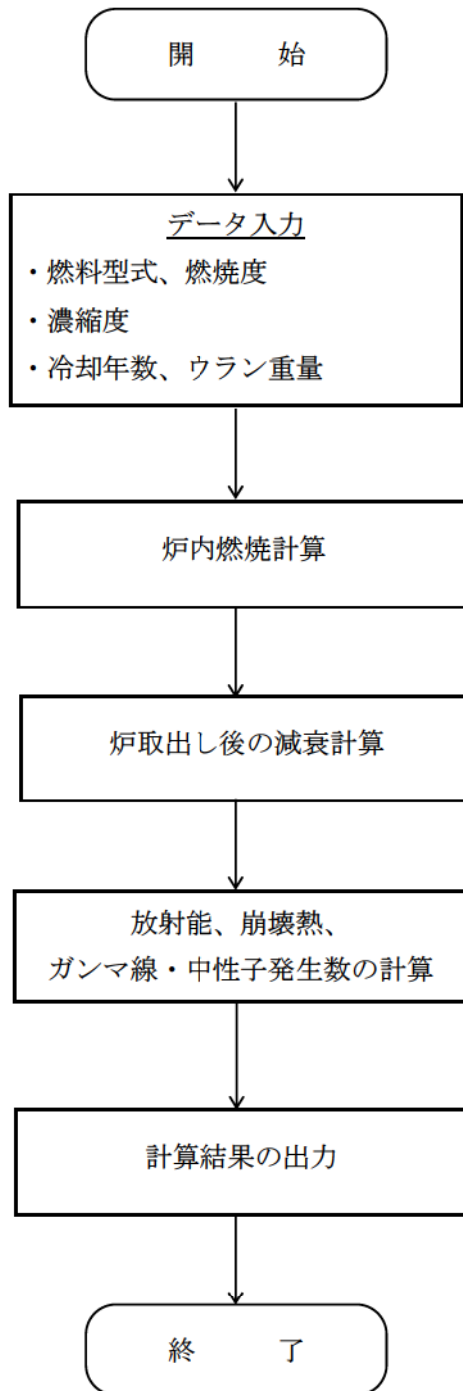 開　始
データ入力
・燃料型式、燃焼度
・濃縮度
・冷却年数、ウラン重量
炉内燃焼計算
炉取出し後の減衰計算
放射能、崩壊熱、
ガンマ線・中性子発生数の計算
計算結果の出力
終　了